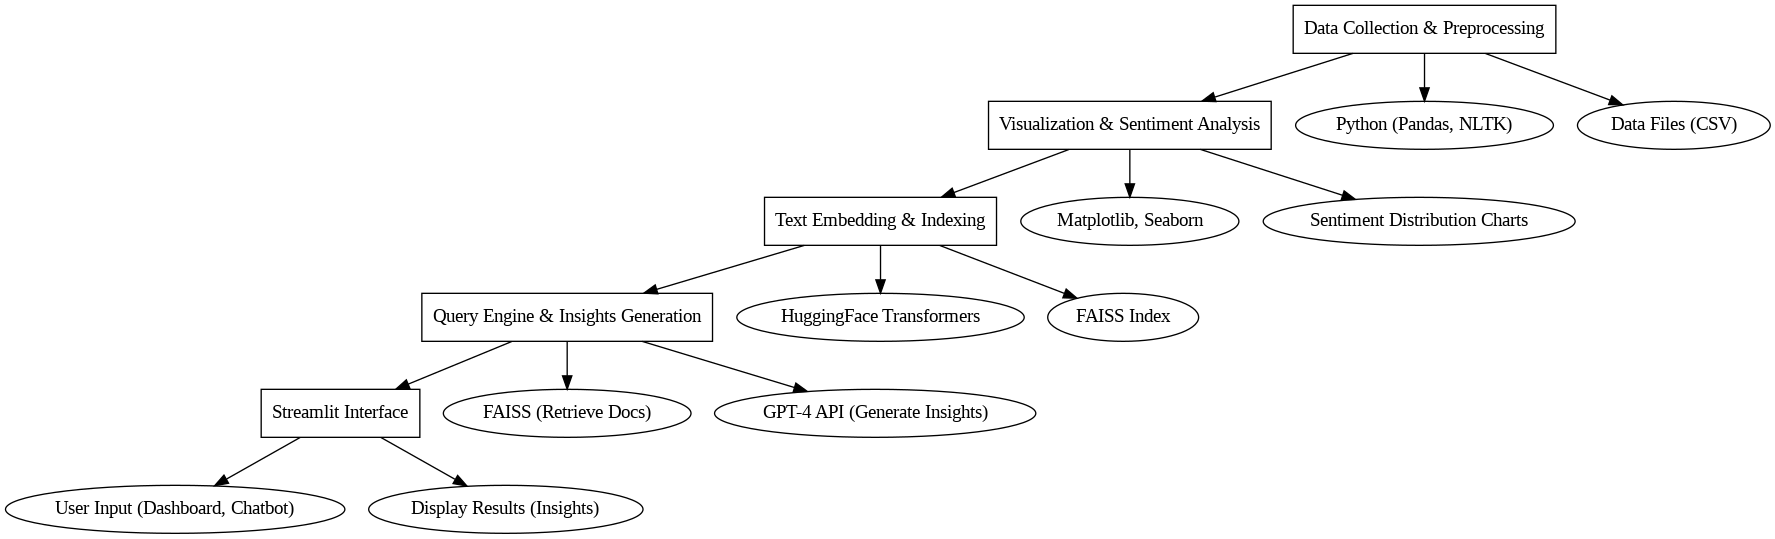 Data Collection & Preprocessing
Visualization & Sentiment Analysis
Python (Pandas, NLTK)
Data Files (CSV)
Text Embedding & Indexing
Matplotlib, Seaborn
Sentiment Distribution Charts
Query Engine & Insights Generation
HuggingFace Transformers
FAISS Index
Streamlit Interface
FAISS (Retrieve Docs)
GPT-4 API (Generate Insights)
User Input (Dashboard, Chatbot)
Display Results (Insights)